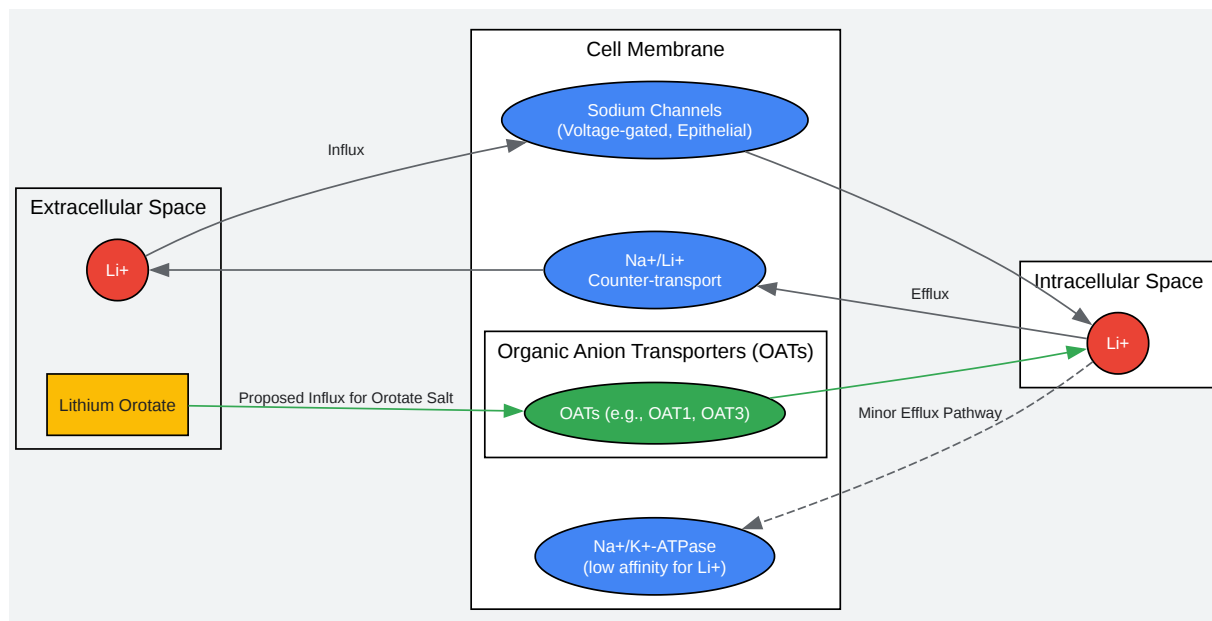 Cell Membrane
Sodium Channels
(Voltage-gated, Epithelial)
Influx
Extracellular Space
Li+
Na+/Li+
Counter-transport
Efflux
Intracellular Space
Li+
Organic Anion Transporters (OATs)
Lithium Orotate
Proposed Influx for Orotate Salt
OATs (e.g., OAT1, OAT3)
Minor Efflux Pathway
Na+/K+-ATPase
(low affinity for Li+)